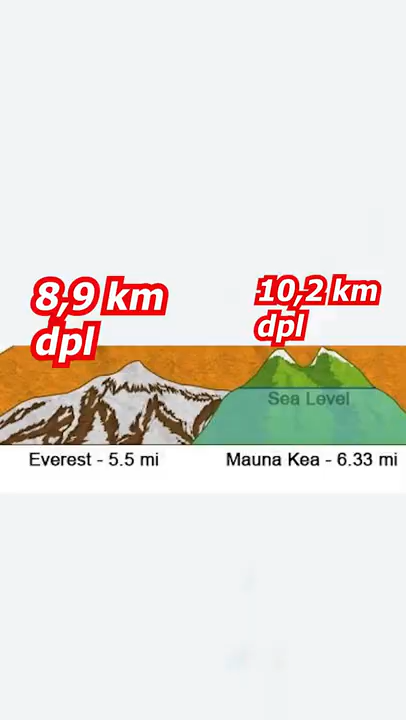 8,9 km
dpl
10,2 km
dpl
Sea Level
Everest - 5.5 mi
Mauna Kea - 6.33 mi